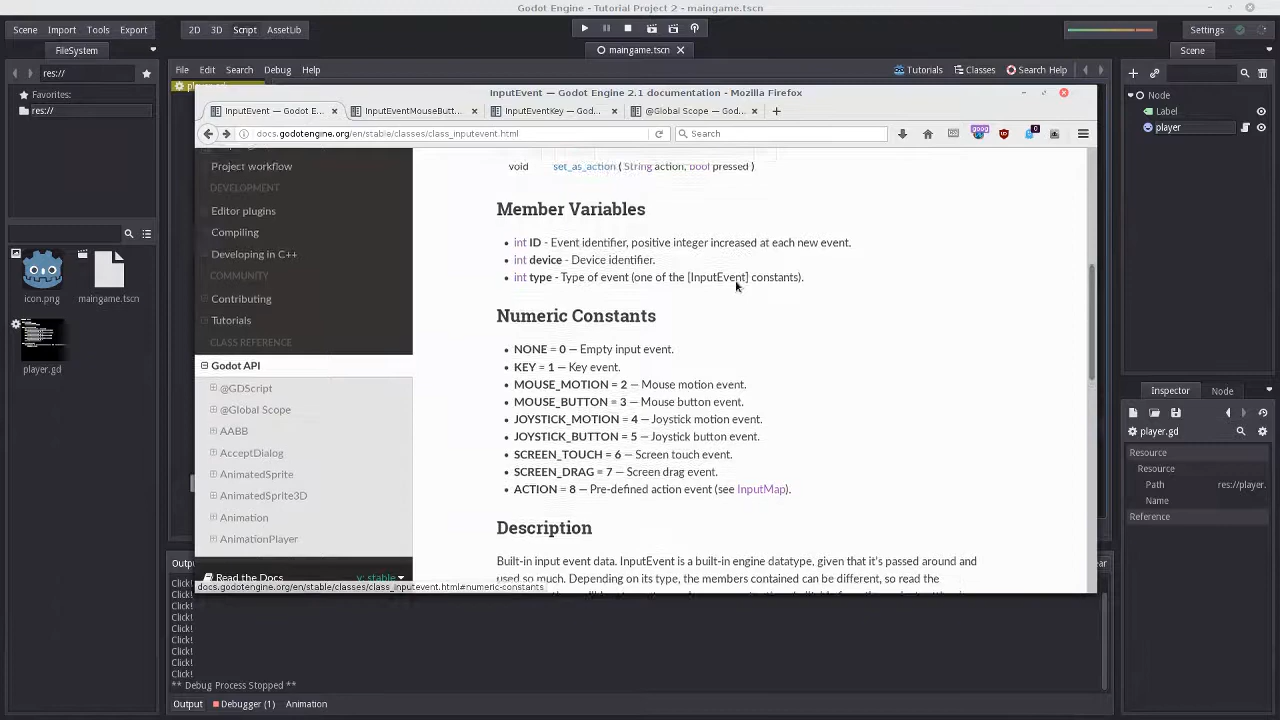 Godot Engine - Tutorial Project 2 - maingame.tscn
Scene Import Tools Export
2D 3D Script AssetLib
Settings
FileSystem
maingame.tscn
Scene
res://
File Edit Search Debug Help
Tutorials Classes Search Help
Favorites:
res://
InputEvent — Godot Engine 2.1 documentation - Mozilla Firefox
Node
Label
player
InputEvent — Godot E...
InputEventMouseButt...
InputEventKey — God...
@Global Scope — God...
docs.godotengine.org/en/stable/classes/class_inputevent.html
Search
goog
0
Project workflow
DEVELOPMENT
Editor plugins
Compiling
Developing in C++
COMMUNITY
Contributing
Tutorials
CLASS REFERENCE
Godot API
@GDScript
@Global Scope
AABB
AcceptDialog
AnimatedSprite
AnimatedSprite3D
Animation
AnimationPlayer
Read the Docs v: stable
void set_as_action ( String action, bool pressed )
Member Variables
• int ID - Event identifier, positive integer increased at each new event.
• int device - Device identifier.
• int type - Type of event (one of the [InputEvent] constants).
Numeric Constants
• NONE = 0 — Empty input event.
• KEY = 1 — Key event.
• MOUSE_MOTION = 2 — Mouse motion event.
• MOUSE_BUTTON = 3 — Mouse button event.
• JOYSTICK_MOTION = 4 — Joystick motion event.
• JOYSTICK_BUTTON = 5 — Joystick button event.
• SCREEN_TOUCH = 6 — Screen touch event.
• SCREEN_DRAG = 7 — Screen drag event.
• ACTION = 8 — Pre-defined action event (see InputMap).
Description
Built-in input event data. InputEvent is a built-in engine datatype, given that it's passed around and
used so much. Depending on its type, the members contained can be different, so read the
docs.godotengine.org/en/stable/classes/class_inputevent.html#numeric-constants
icon.png
maingame.tscn
player.gd
Inspector Node
player.gd
Resource
Resource
Path res://player.
Name
Reference
Click!
Click!
Click!
Click!
Click!
Click!
Click!
Click!
Click!
** Debug Process Stopped **
Output Debugger (1) Animation